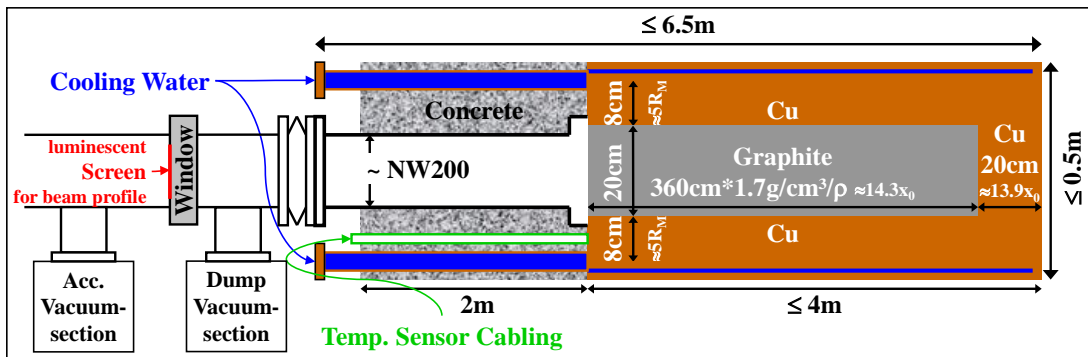 ≤ 6.5m
Cooling Water
Concrete
8cm
≈5R_M
Cu
luminescent
Screen
for beam profile
Window
~ NW200
20cm
Graphite
360cm*1.7g/cm³/ρ ≈14.3x₀
Cu
20cm
≈13.9x₀
≤ 0.5m
8cm
≈5R_M
Cu
Acc.
Vacuum-
section
Dump
Vacuum-
section
2m
≤ 4m
Temp. Sensor Cabling